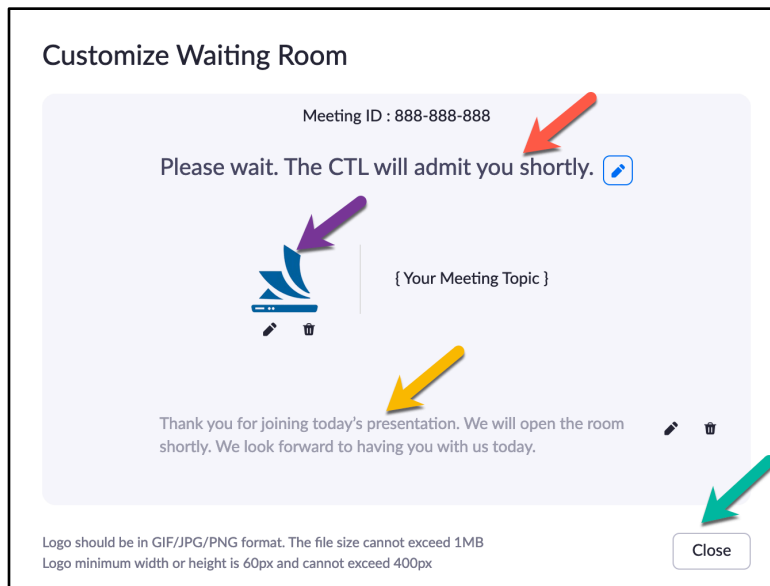 Customize Waiting Room
Meeting ID : 888-888-888
Please wait. The CTL will admit you shortly.
{ Your Meeting Topic }
Thank you for joining today's presentation. We will open the room
shortly. We look forward to having you with us today.
Logo should be in GIF/JPG/PNG format. The file size cannot exceed 1MB
Logo minimum width or height is 60px and cannot exceed 400px
Close